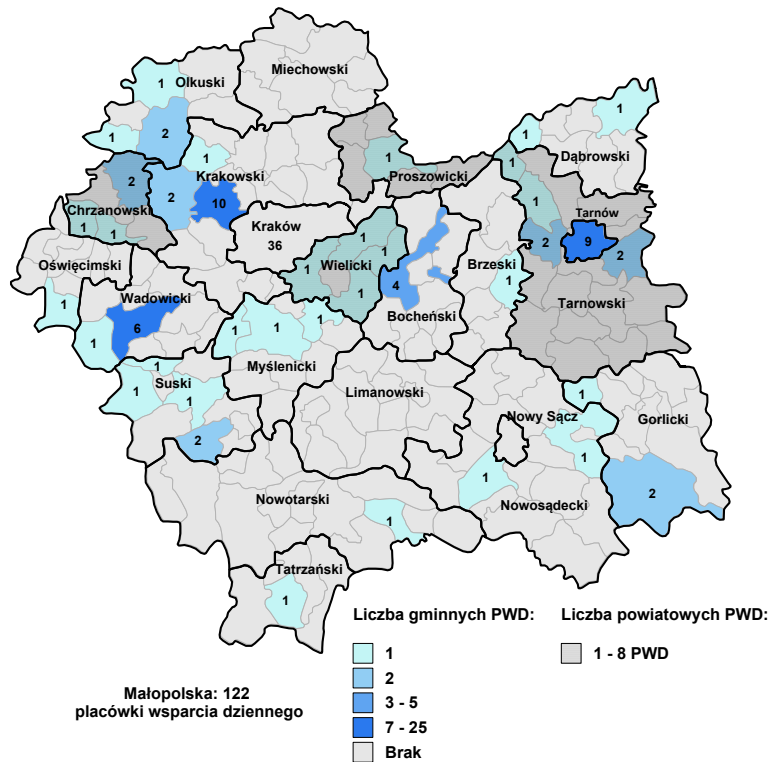 Miechowski
Olkuski
1
1
2
1
1
1
Dąbrowski
Krakowski
2
10
2
Chrzanowski
1
1
1
Proszowicki
1
1
Tarnów
2
9
2
Tarnowski
Kraków
36
1
1
Wielicki
1
1
4
Bocheński
Brzeski
1
Oświęcimski
1
Wadowicki
6
1
1
1
1
Myślenicki
Limanowski
1
Suski
1
1
2
1
Nowy Sącz
1
1
Nowosądecki
Gorlicki
2
Nowotarski
1
Tatrzański
1
Liczba gminnych PWD:
1
2
3 - 5
7 - 25
Brak
Liczba powiatowych PWD:
1 - 8 PWD
Małopolska: 122
placówki wsparcia dziennego